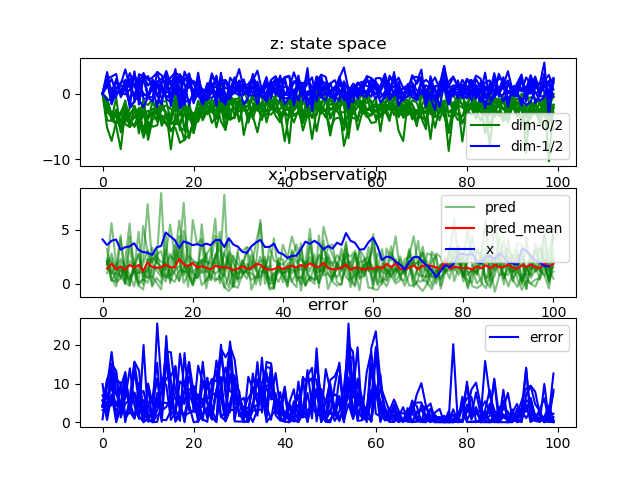 z: state space
0
−10
dim-0/2
dim-1/2
0 20 40 60 80 100
x: observation
5
0
pred
pred_mean
x
0 20 40 60 80 100
error
20
10
0
error
0 20 40 60 80 100